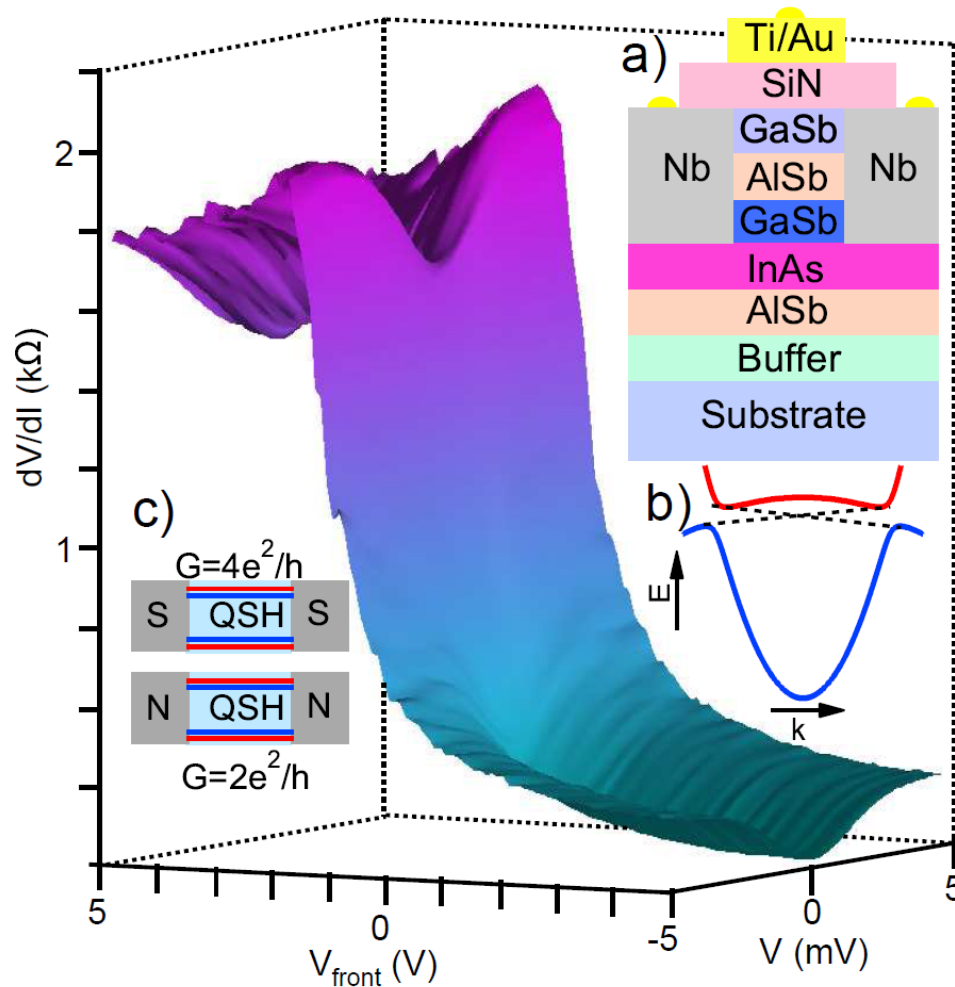 a)
Ti/Au
SiN
GaSb
Nb AlSb Nb
GaSb
InAs
AlSb
Buffer
Substrate
b)
E
k
c)
G=4e²/h
S QSH S
N QSH N
G=2e²/h
dV/dI (kΩ)
2
1
5 0 -5
V_front (V)
0 5
V (mV)